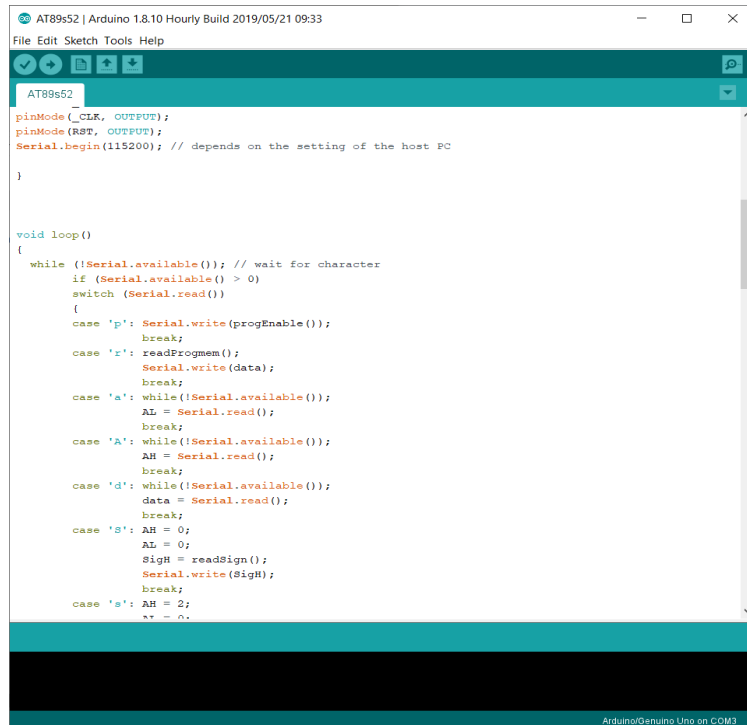 AT89s52 | Arduino 1.8.10 Hourly Build 2019/05/21 09:33
File Edit Sketch Tools Help
AT89s52
pinMode(_CLK, OUTPUT);
pinMode(RST, OUTPUT);
Serial.begin(115200); // depends on the setting of the host PC
}
void loop()
{
while (!Serial.available()); // wait for character
if (Serial.available() > 0)
switch (Serial.read())
{
case 'p': Serial.write(progEnable());
break;
case 'r': readProgmem();
Serial.write(data);
break;
case 'a': while(!Serial.available());
AL = Serial.read();
break;
case 'A': while(!Serial.available());
AH = Serial.read();
break;
case 'd': while(!Serial.available());
data = Serial.read();
break;
case 'S': AH = 0;
AL = 0;
SigH = readSign();
Serial.write(SigH);
break;
case 's': AH = 2;
AL = 0;
Arduino/Genuino Uno on COM3